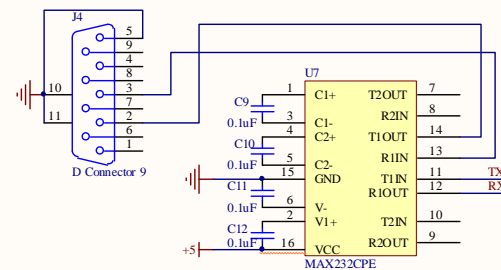 J4
5
9
4
8
3
7
2
6
1
10
11
D Connector 9
U7
C9
0.1uF
C10
0.1uF
C11
0.1uF
C12
0.1uF
+5
1
3
4
5
15
6
2
16
C1+
C1-
C2+
C2-
GND
V-
V1+
VCC
T2OUT
R2IN
T1OUT
R1IN
T1IN
R1OUT
T2IN
R2OUT
7
8
14
13
11
12
10
9
TX
RX
MAX232CPE